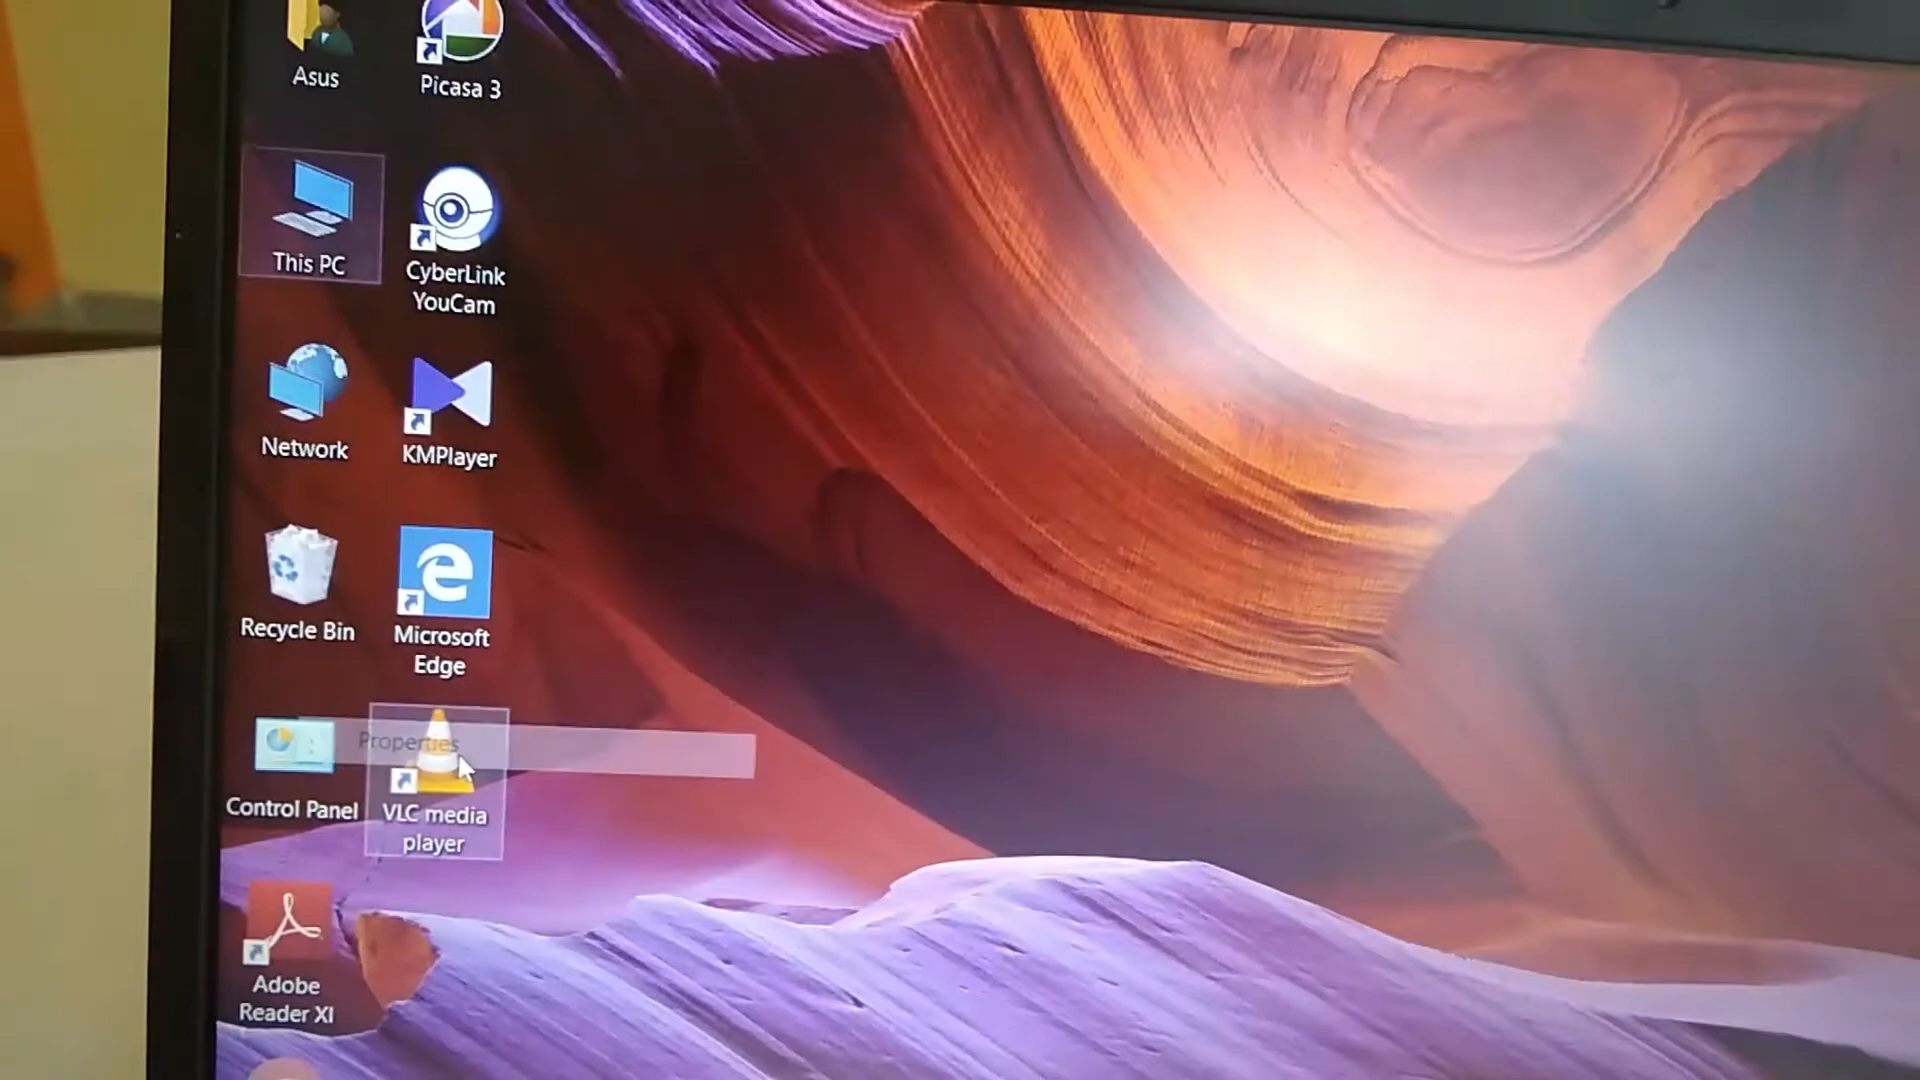 Asus
Picasa 3
This PC
CyberLink
YouCam
Network
KMPlayer
Recycle Bin
Microsoft
Edge
Properties
Control Panel
VLC media
player
Adobe
Reader XI